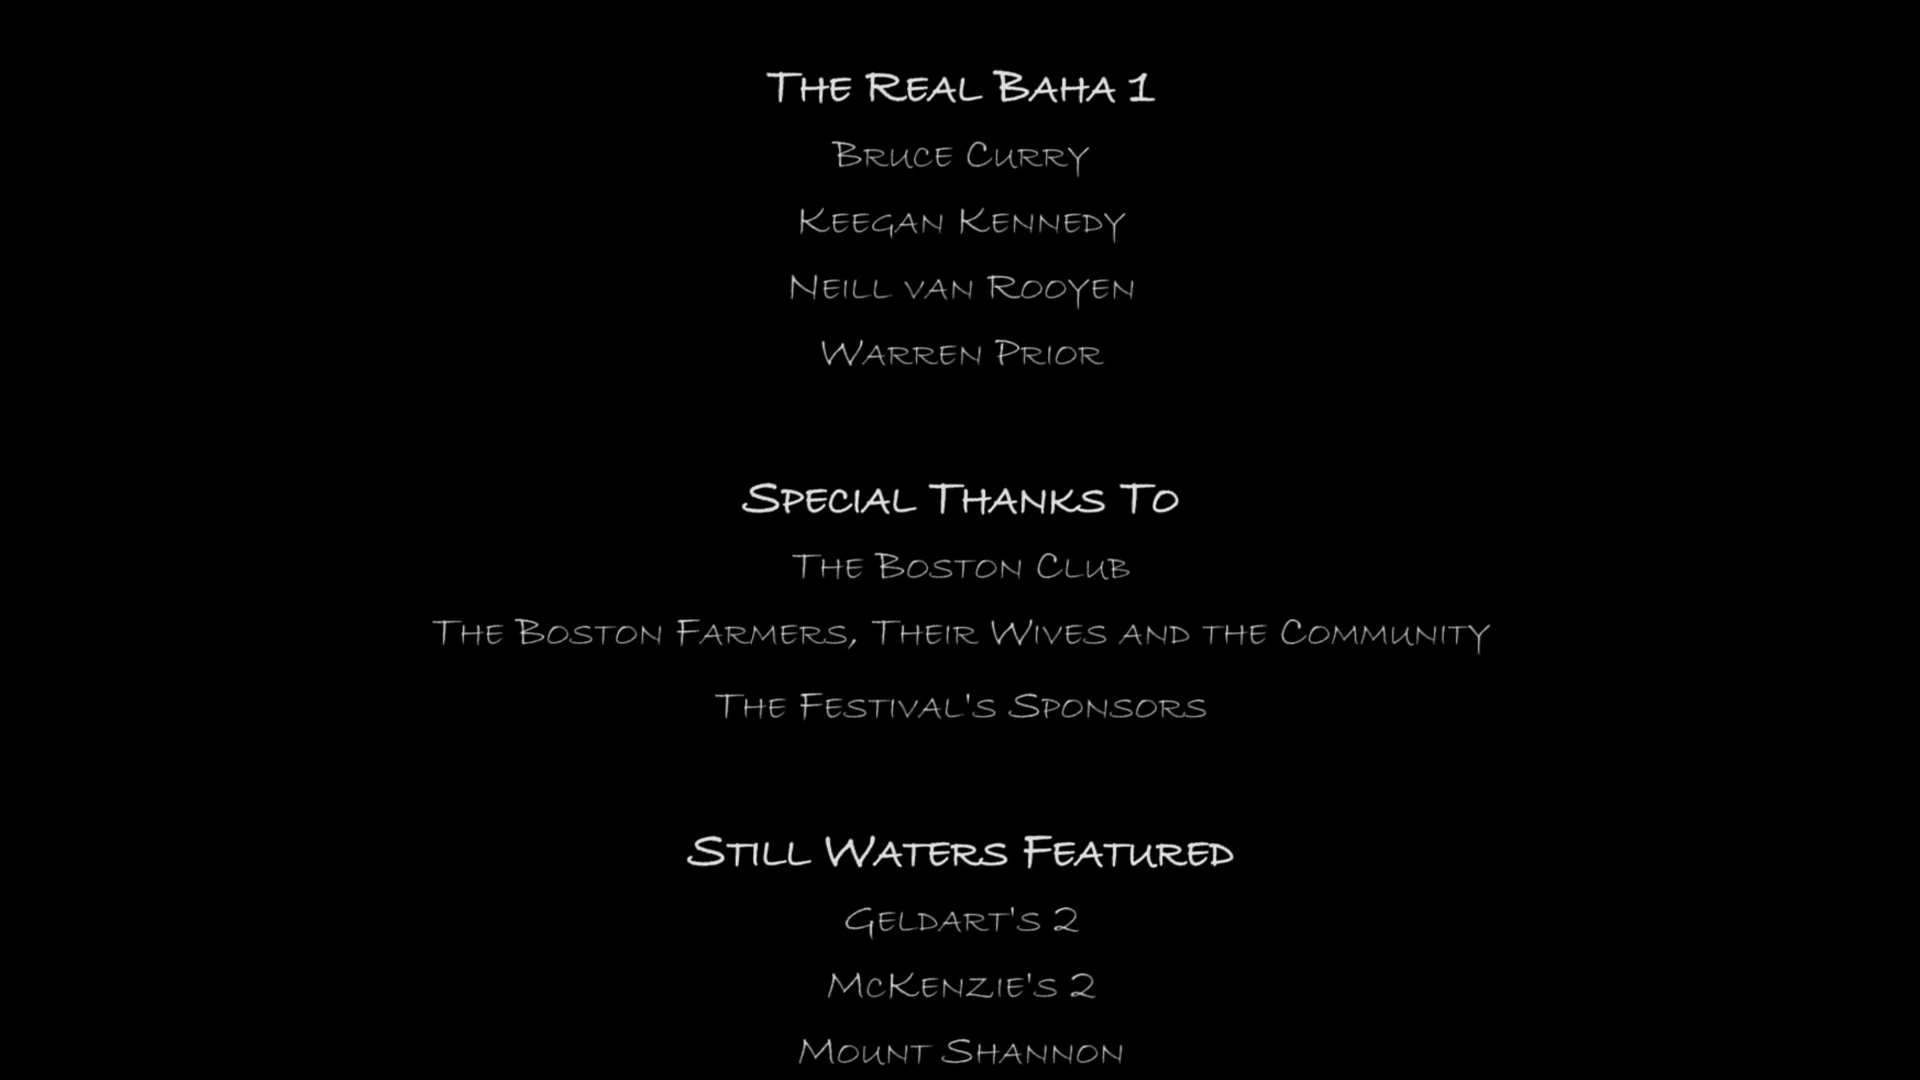 The Real Baha 1
Bruce Curry
Keegan Kennedy
Neill van Rooyen
Warren Prior
Special Thanks To
The Boston Club
The Boston Farmers, Their Wives and the Community
The Festival's Sponsors
Still Waters Featured
Geldart's 2
McKenzie's 2
Mount Shannon